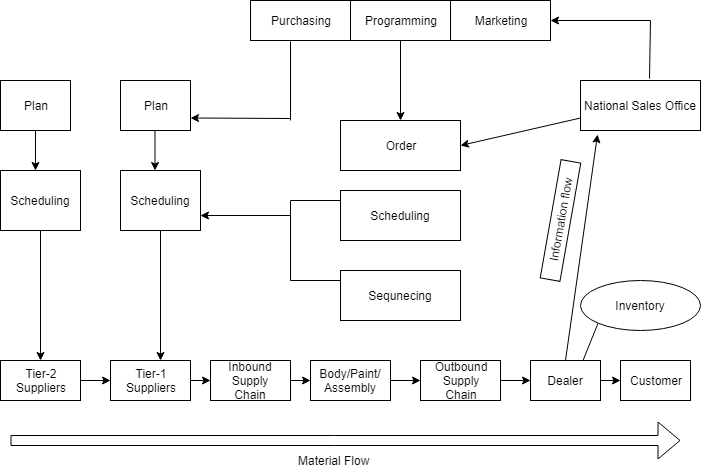 Purchasing
Programming
Marketing
Plan
Plan
National Sales Office
Order
Scheduling
Scheduling
Scheduling
Information flow
Sequnecing
Inventory
Tier-2
Suppliers
Tier-1
Suppliers
Inbound
Supply
Chain
Body/Paint/
Assembly
Outbound
Supply
Chain
Dealer
Customer
Material Flow